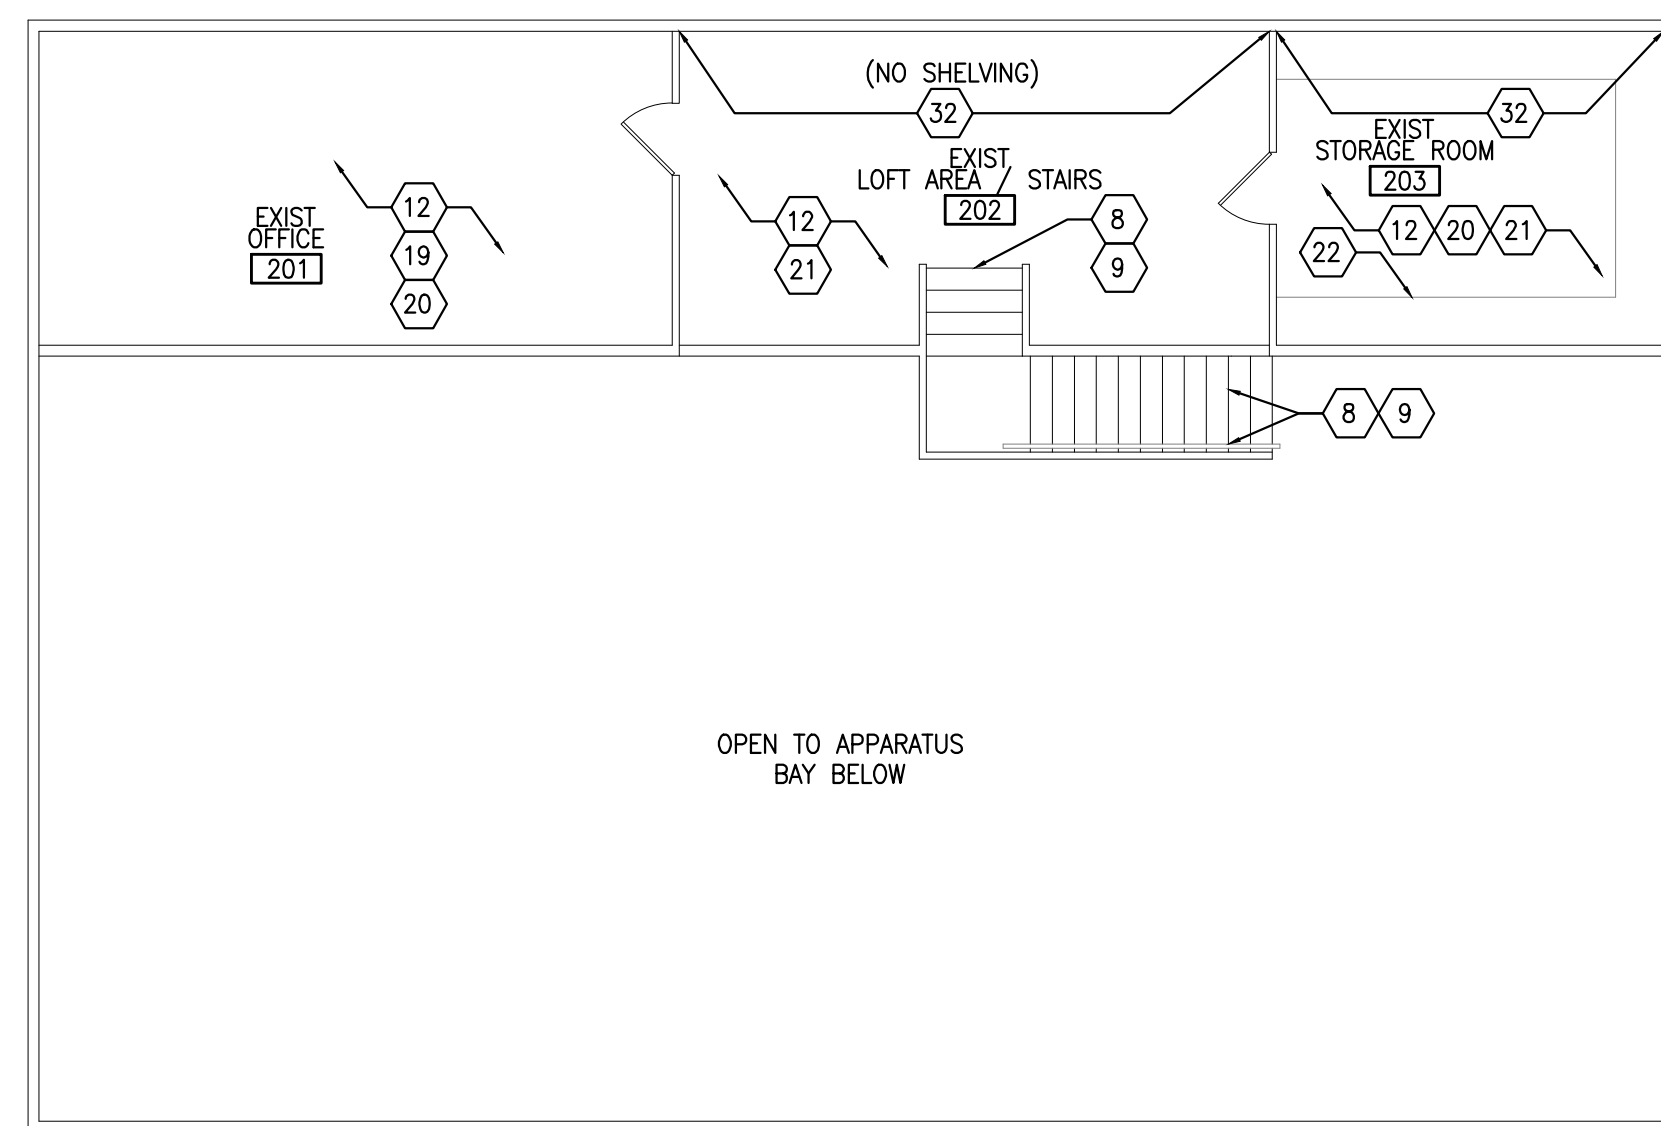 (NO SHELVING)
32
32
EXIST
OFFICE
201
12
19
20
12
21
EXIST
LOFT AREA / STAIRS
202
8
9
EXIST
STORAGE ROOM
203
12 20 21
22
8 9
OPEN TO APPARATUS
BAY BELOW